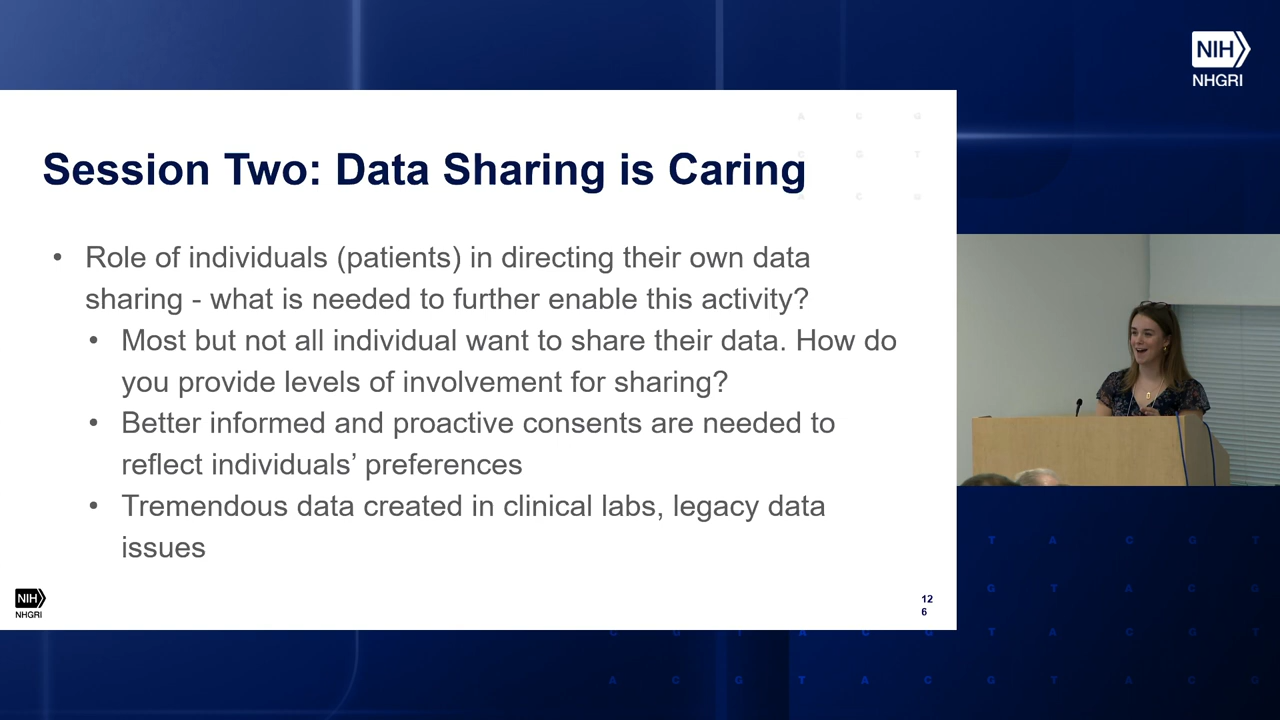 NIH
NHGRI
A C G
C G T
A C G
Session Two: Data Sharing is Caring
• Role of individuals (patients) in directing their own data
sharing - what is needed to further enable this activity?
• Most but not all individual want to share their data. How do
you provide levels of involvement for sharing?
• Better informed and proactive consents are needed to
reflect individuals’ preferences
• Tremendous data created in clinical labs, legacy data
issues
NIH
NHGRI
12
6
T A C G T
G T A C G
C G T A C G T A C G T
A C G T A C G T A C G